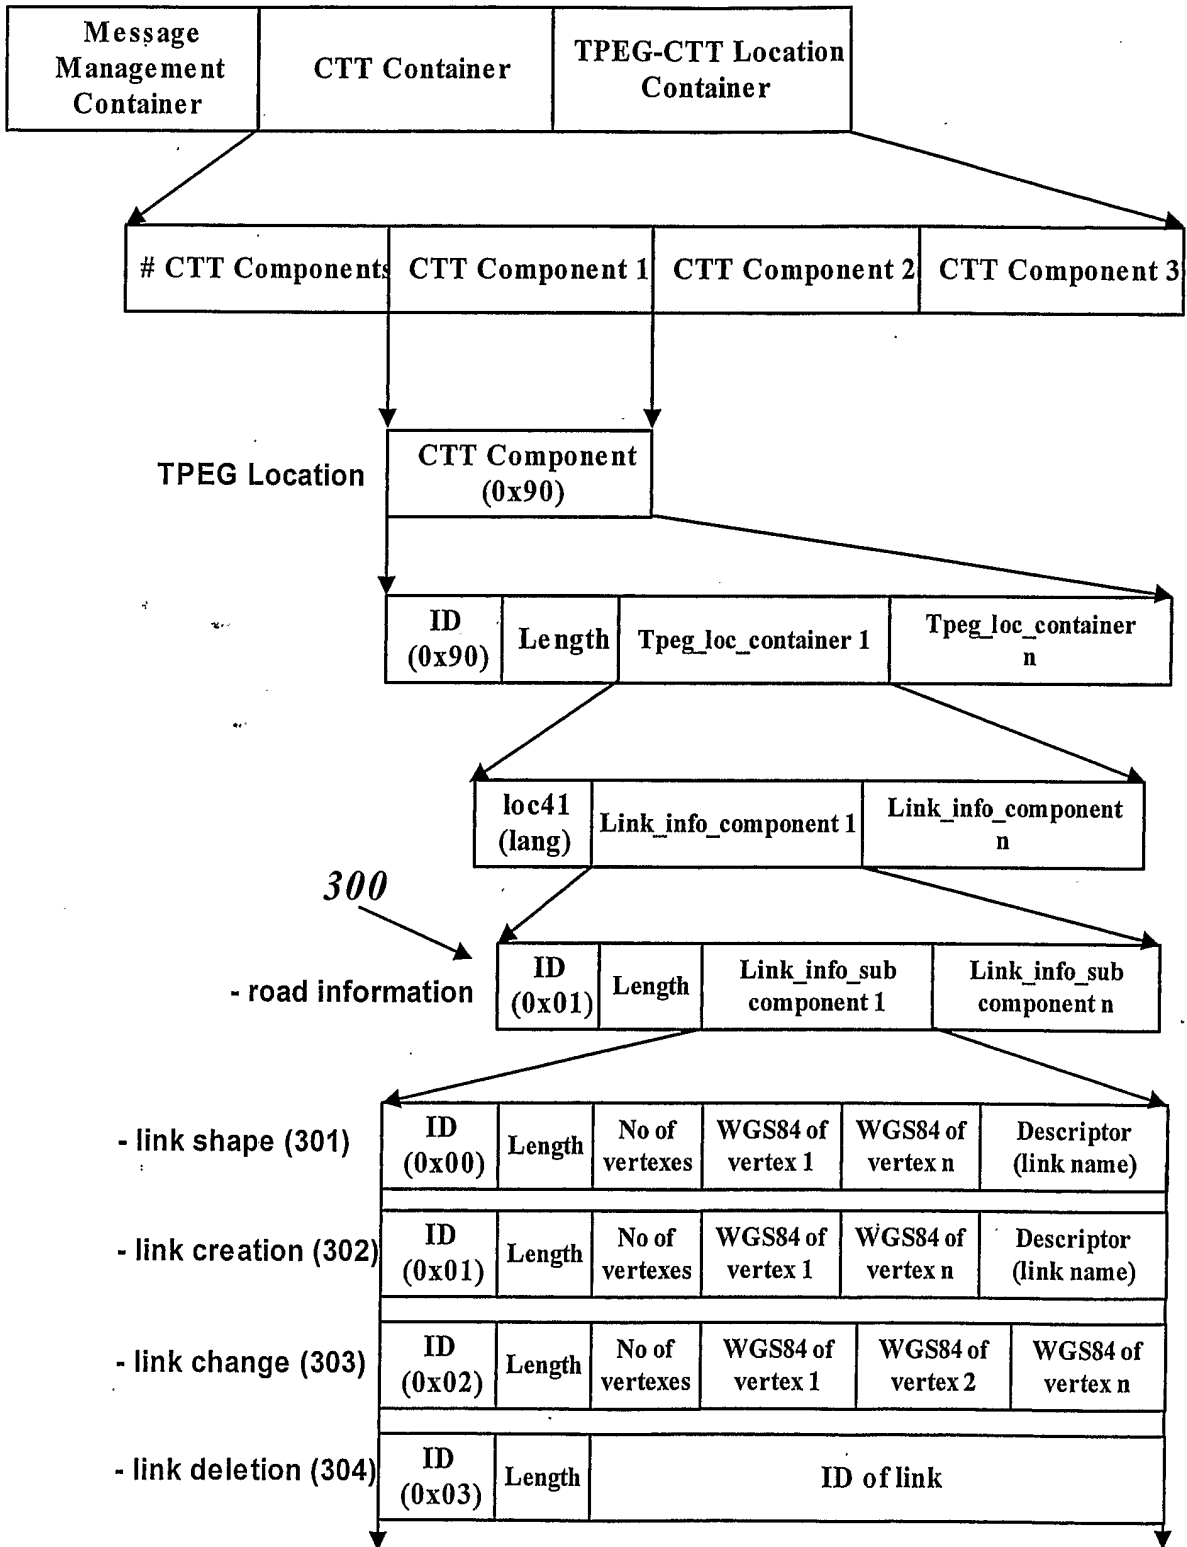 Message
Management
Container
CTT Container
TPEG-CTT Location
Container
# CTT Components
CTT Component 1
CTT Component 2
CTT Component 3
TPEG Location
CTT Component
(0x90)
ID
(0x90)
Length
Tpeg_loc_container 1
Tpeg_loc_container
n
loc41
(lang)
Link_info_component 1
Link_info_component
n
300
- road information
ID
(0x01)
Length
Link_info_sub
component 1
Link_info_sub
component n
- link shape (301)
ID
(0x00)
Length
No of
vertexes
WGS84 of
vertex 1
WGS84 of
vertex n
Descriptor
(link name)
- link creation (302)
ID
(0x01)
Length
No of
vertexes
WGS84 of
vertex 1
WGS84 of
vertex n
Descriptor
(link name)
- link change (303)
ID
(0x02)
Length
No of
vertexes
WGS84 of
vertex 1
WGS84 of
vertex 2
WGS84 of
vertex n
- link deletion (304)
ID
(0x03)
Length
ID of link